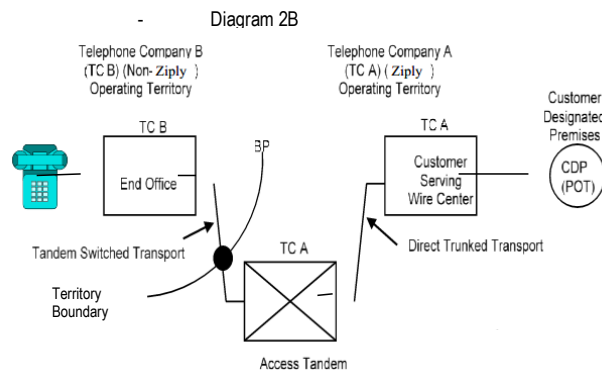 - Diagram 2B
Telephone Company B
(TC B) (Non- Ziply )
Operating Territory
Telephone Company A
(TC A) ( Ziply )
Operating Territory
Customer
Designated
Premises
TC B
End Office
BP
TC A
Customer
Serving
Wire Center
CDP
(POT)
Tandem Switched Transport
TC A
Direct Trunked Transport
Territory
Boundary
Access Tandem